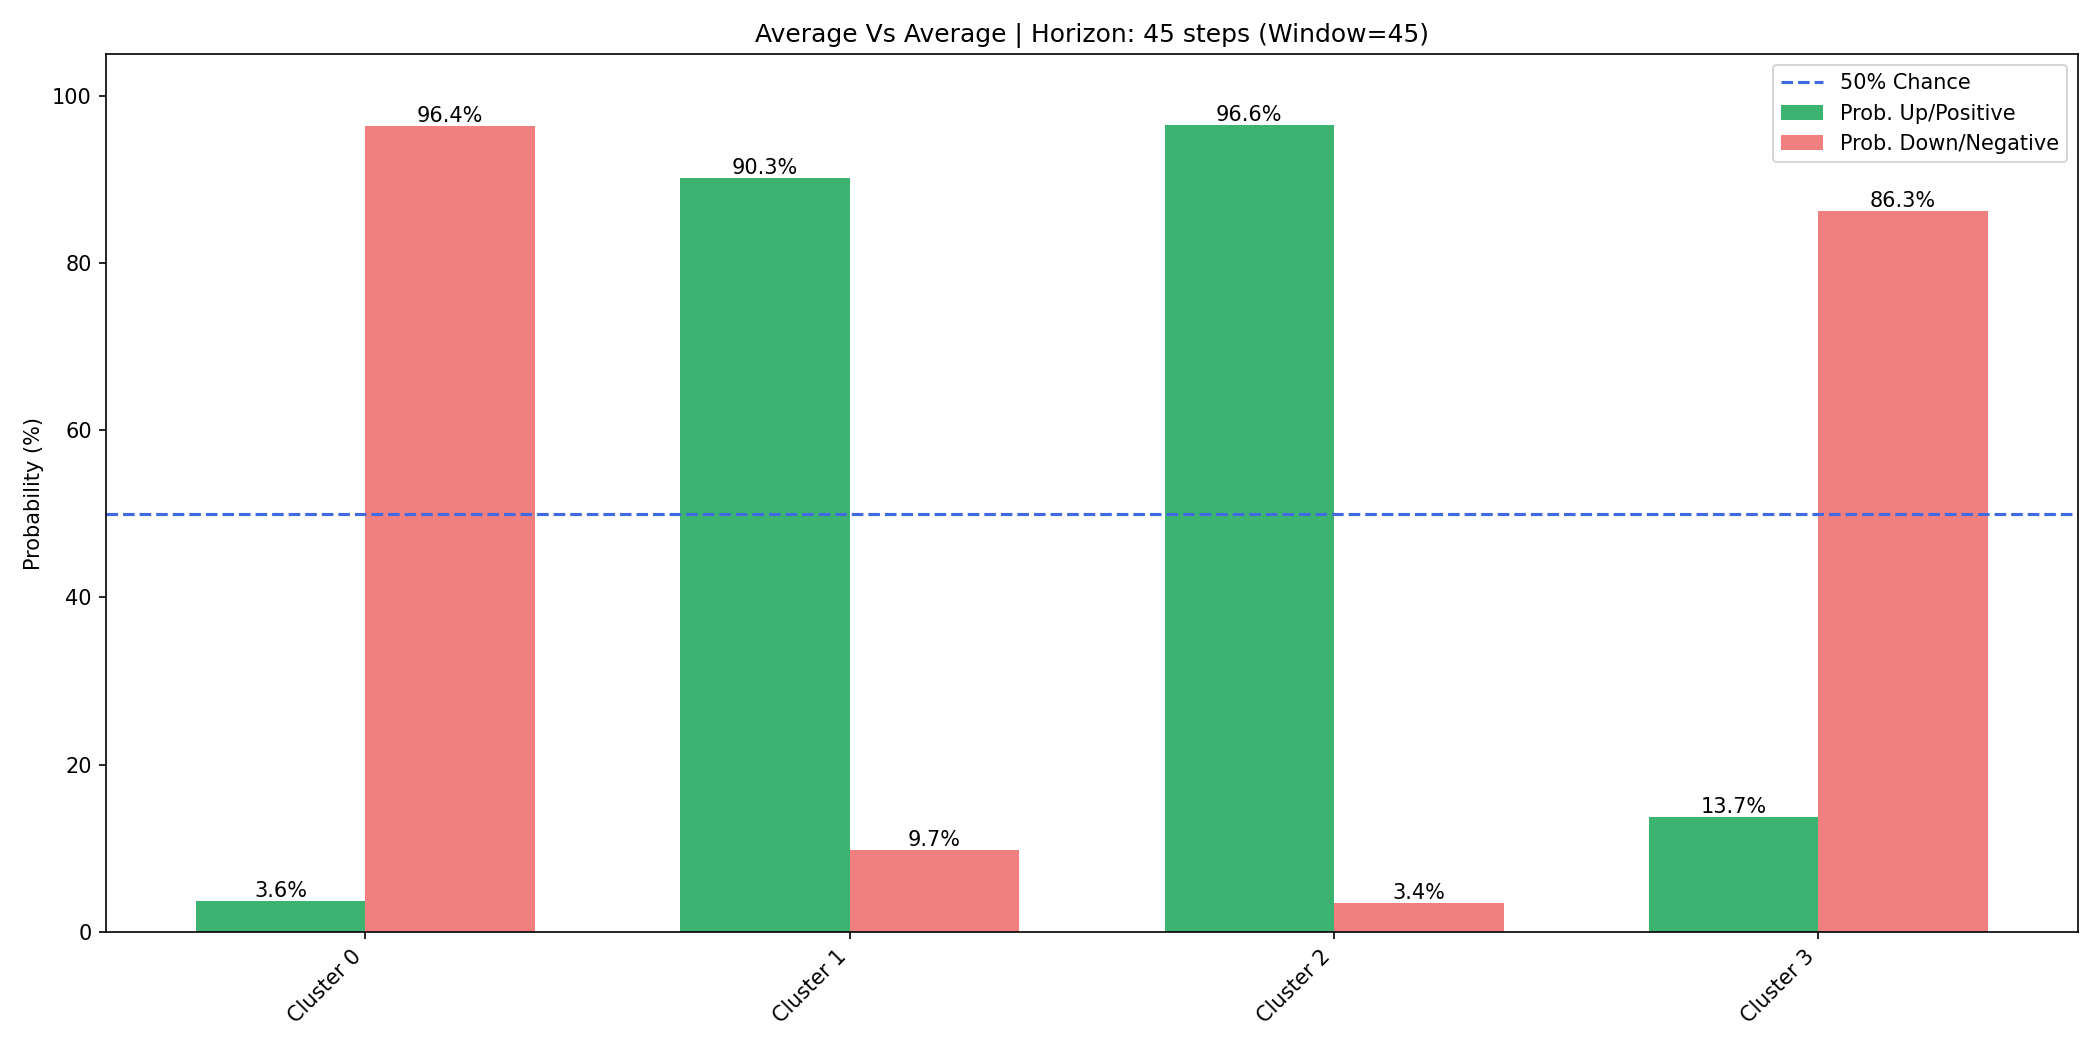 Average Vs Average | Horizon: 45 steps (Window=45)
50% Chance
Prob. Up/Positive
Prob. Down/Negative
Probability (%)
100
80
60
40
20
0
3.6%
96.4%
90.3%
9.7%
96.6%
3.4%
13.7%
86.3%
Cluster 0
Cluster 1
Cluster 2
Cluster 3